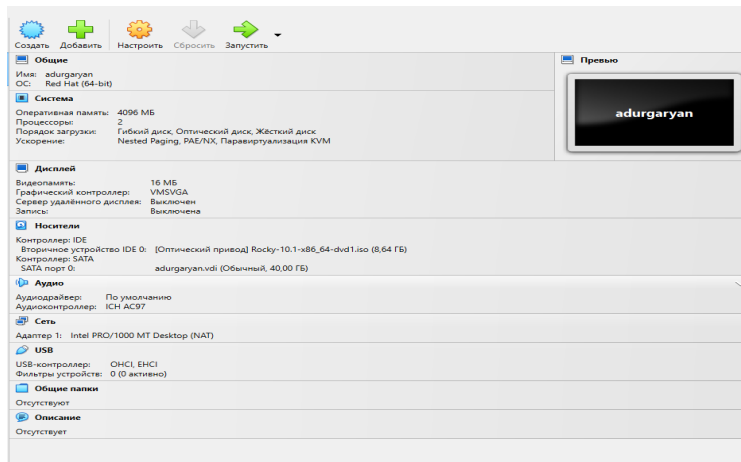 Создать Добавить Настроить Сбросить Запустить
Общие
Имя: adurgaryan
ОС: Red Hat (64-bit)
Система
Оперативная память: 4096 МБ
Процессоры: 2
Порядок загрузки: Гибкий диск, Оптический диск, Жёсткий диск
Ускорение: Nested Paging, PAE/NX, Паравиртуализация KVM
Превью
adurgaryan
Дисплей
Видеопамять: 16 МБ
Графический контроллер: VMSVGA
Сервер удалённого дисплея: Выключен
Запись: Выключена
Носители
Контроллер: IDE
Вторичное устройство IDE 0: [Оптический привод] Rocky-10.1-x86_64-dvd1.iso (8,64 ГБ)
Контроллер: SATA
SATA порт 0: adurgaryan.vdi (Обычный, 40,00 ГБ)
Аудио
Аудиодрайвер: По умолчанию
Аудиоконтроллер: ICH AC97
Сеть
Адаптер 1: Intel PRO/1000 MT Desktop (NAT)
USB
USB-контроллер: OHCI, EHCI
Фильтры устройств: 0 (0 активно)
Общие папки
Отсутствуют
Описание
Отсутствует